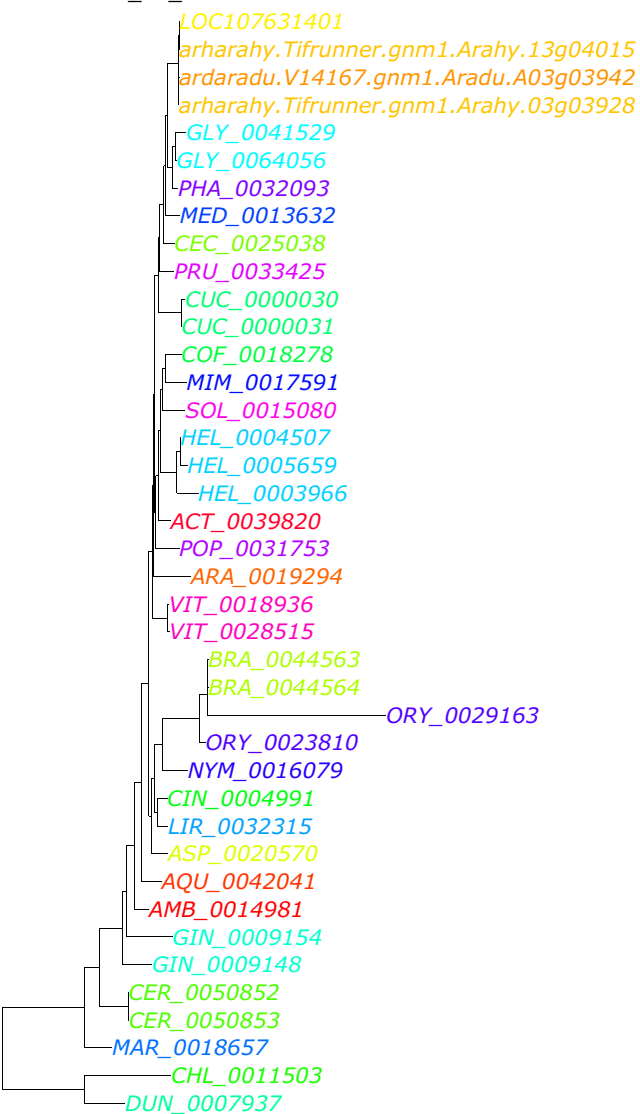 LOC107631401
arharahy.Tifrunner.gnm1.Arahy.13g04015
ardaradu.V14167.gnm1.Aradu.A03g03942
arharahy.Tifrunner.gnm1.Arahy.03g03928
GLY_0041529
GLY_0064056
PHA_0032093
MED_0013632
CEC_0025038
PRU_0033425
CUC_0000030
CUC_0000031
COF_0018278
MIM_0017591
SOL_0015080
HEL_0004507
HEL_0005659
HEL_0003966
ACT_0039820
POP_0031753
ARA_0019294
VIT_0018936
VIT_0028515
BRA_0044563
BRA_0044564
ORY_0029163
ORY_0023810
NYM_0016079
CIN_0004991
LIR_0032315
ASP_0020570
AQU_0042041
AMB_0014981
GIN_0009154
GIN_0009148
CER_0050852
CER_0050853
MAR_0018657
CHL_0011503
DUN_0007937